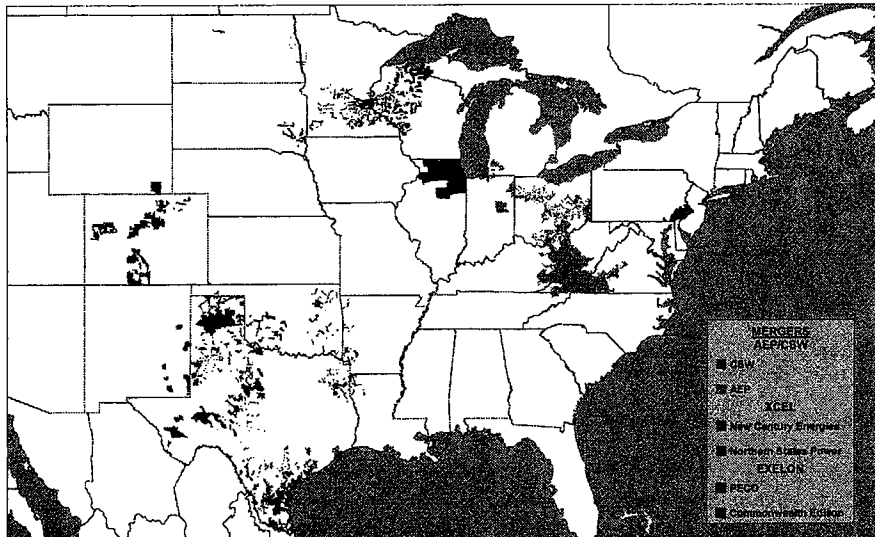 MERGERS
AEP/CSW
CSW
AEP
XCEL
New Century Energies
Northern States Power
EXELON
PECO
Commonwealth Edison